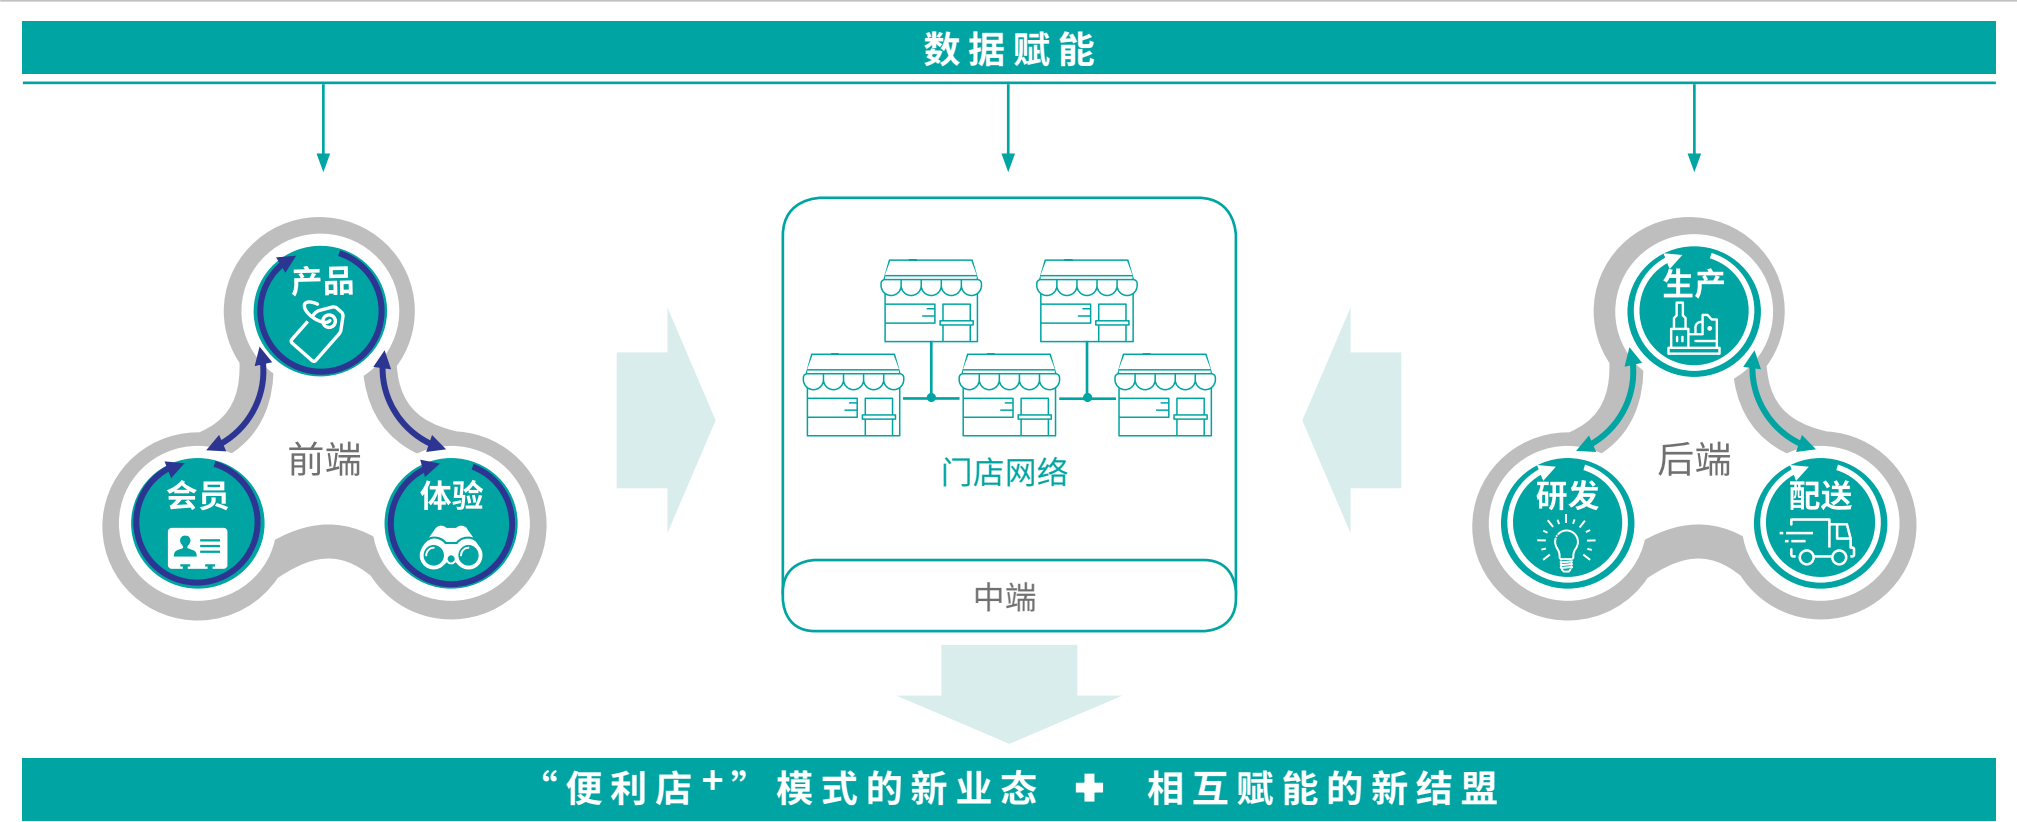 数据赋能
产品
前端
会员
体验
门店网络
中端
生产
后端
研发
配送
“便利店+”模式的新业态 + 相互赋能的新结盟